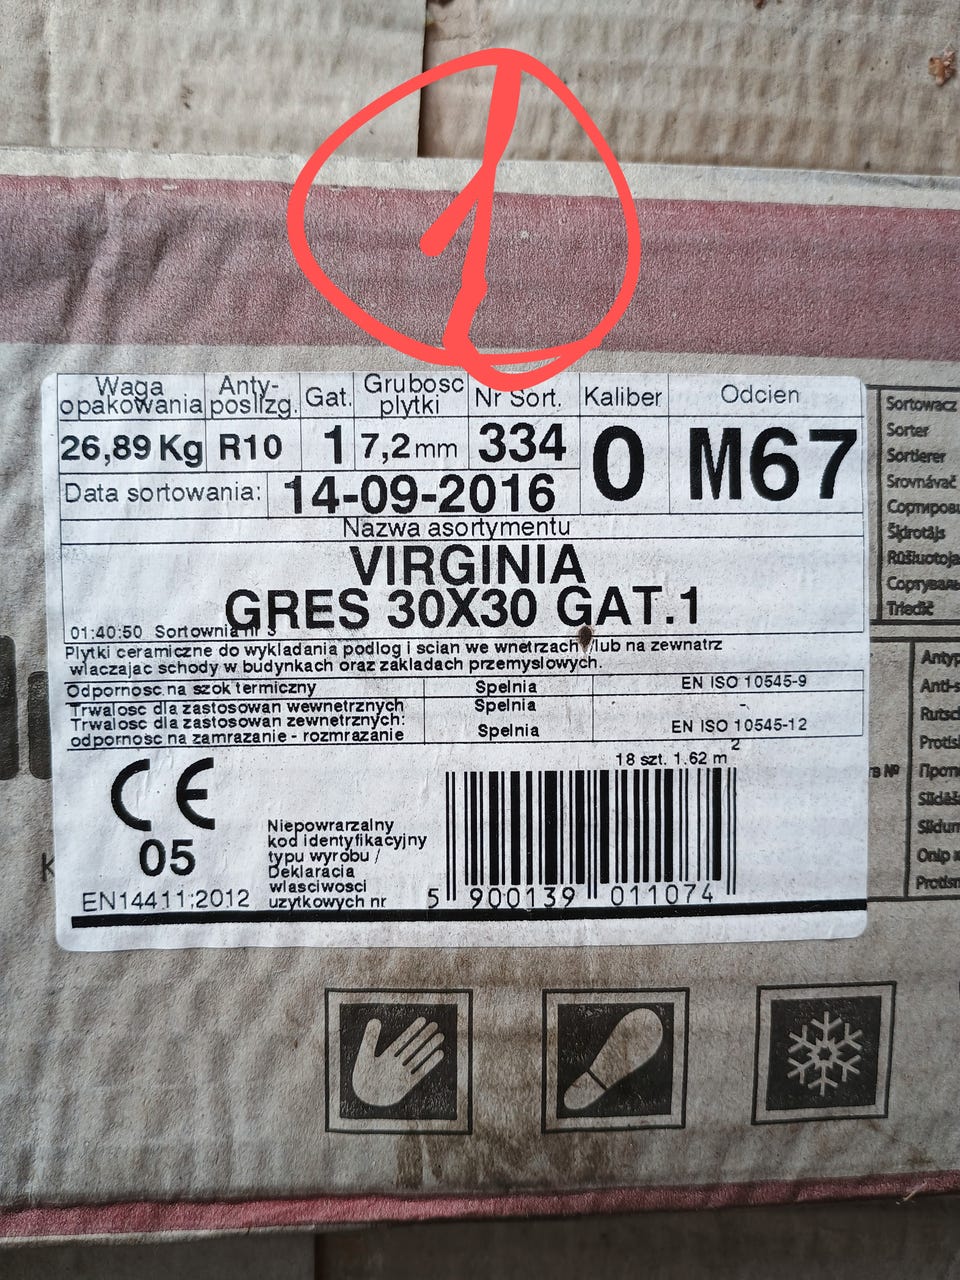 1
Waga opakowania Anty-poslizg. Gat. Grubosc plytki Nr Sort. Kaliber Odcien
26,89 Kg R10 1 7,2 mm 334 0 M67
Data sortowania: 14-09-2016
Nazwa asortymentu
VIRGINIA
GRES 30X30 GAT.1
01:40:50 Sortownia nr 3
Plytki ceramiczne do wykladania podlog i scian we wnetrzach /lub na zewnatrz
wlaczajac schody w budynkach oraz zakladach przemyslowych.
Odpornosc na szok termiczny Spelnia EN ISO 10545-9
Trwalosc dla zastosowan wewnetrznych Spelnia -
Trwalosc dla zastosowan zewnetrznych:
odpornosc na zamrazanie - rozmrazanie Spelnia EN ISO 10545-12
18 szt. 1.62 m2
CE
05
EN14411:2012
Niepowrarzalny
kod identyfikacyjny
typu wyrobu /
Deklaracja
wlasciwosci
uzytkowych nr
5 900139 011074
Sortowacz
Sorter
Sortierer
Srovnávač
Šķirotājs